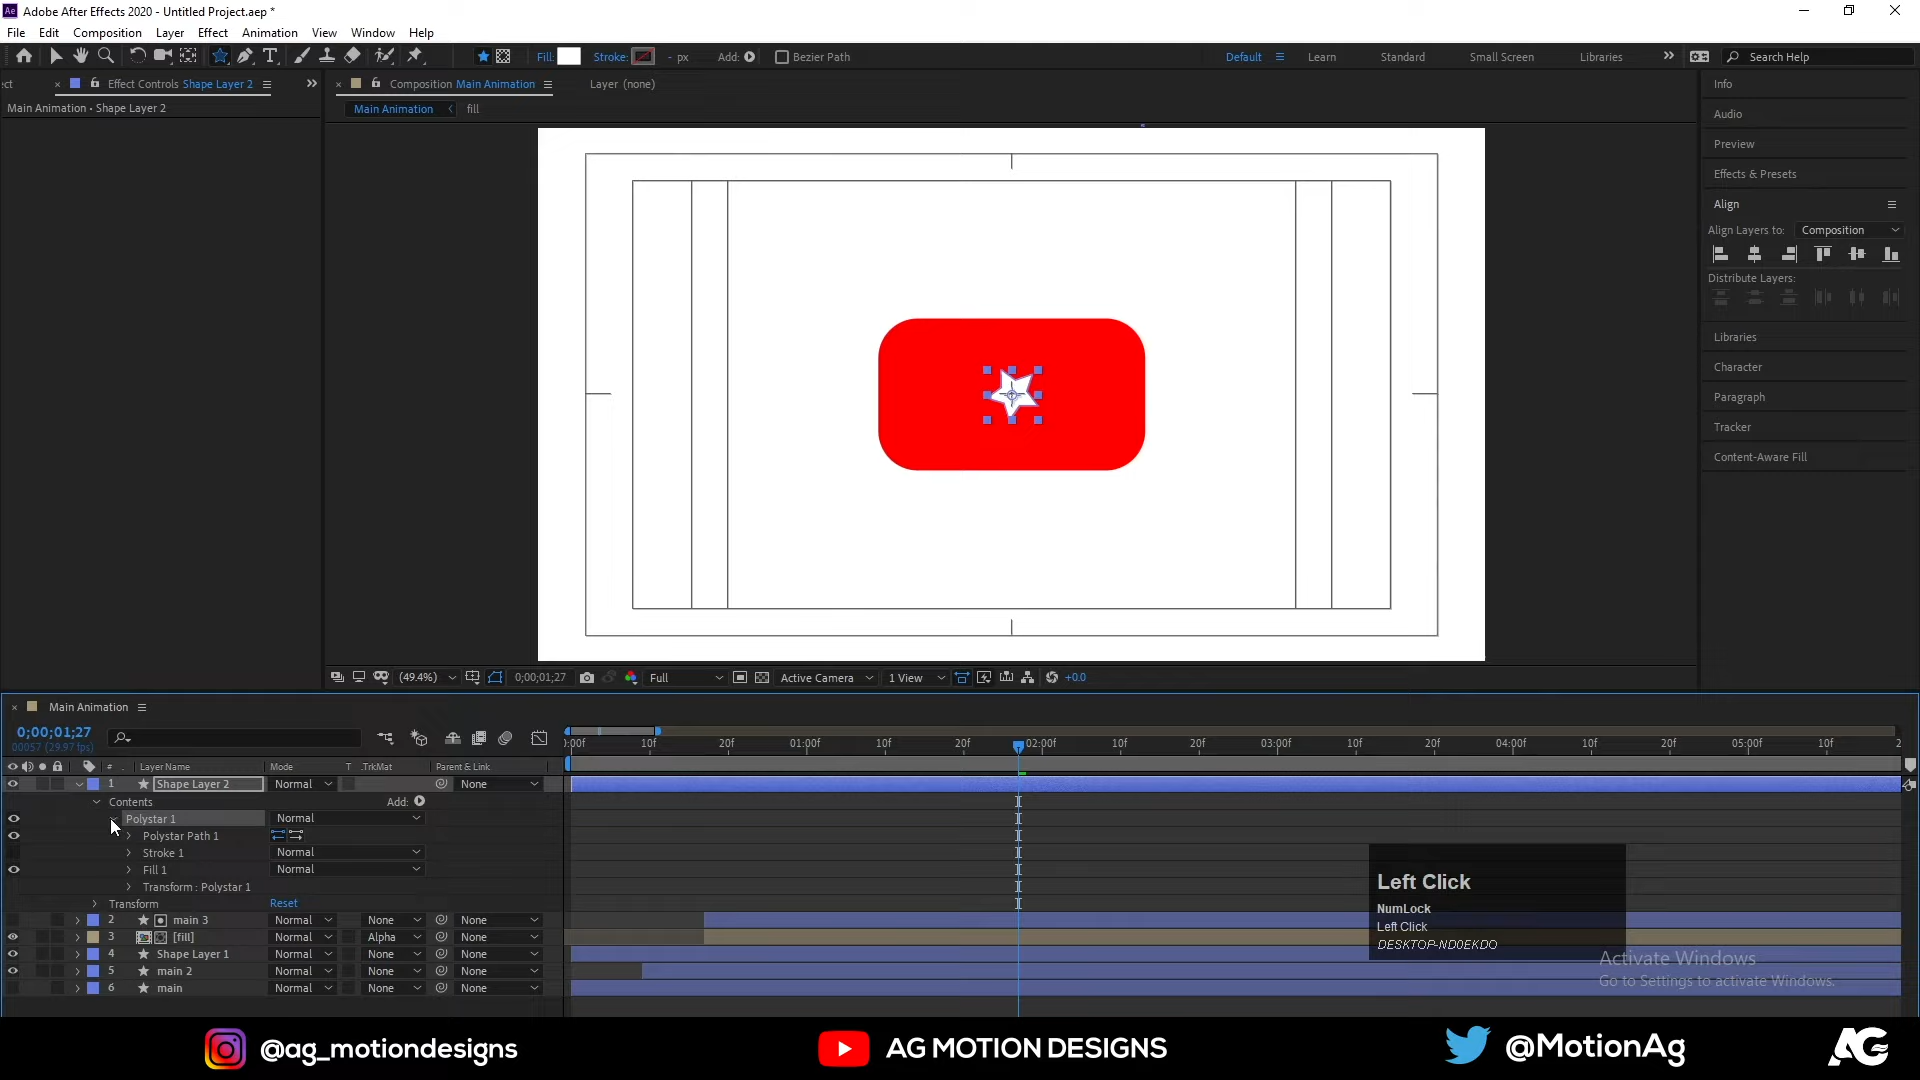 Adobe After Effects 2020 - Untitled Project.aep *
File Edit Composition Layer Effect Animation View Window Help
Fill: Stroke: - px Add: Bezier Path Default Learn Standard Small Screen Libraries Search Help
ect Effect Controls Shape Layer 2 Composition Main Animation Layer (none) Info
Main Animation • Shape Layer 2 Main Animation fill
Audio
Preview
Effects & Presets
Align
Align Layers to: Composition
Distribute Layers:
Libraries
Character
Paragraph
Tracker
Content-Aware Fill
(49.4%) 0;00;01;27 Full Active Camera 1 View +0.0
Main Animation
0;00;01;27
00057 (29.97 fps)
):00f 10f 20f 01:00f 10f 20f 02:00f 10f 20f 03:00f 10f 20f 04:00f 10f 20f 05:00f 10f 2
# Layer Name Mode T .TrkMat Parent & Link
1 Shape Layer 2 Normal None
Contents Add:
Polystar 1 Normal
Polystar Path 1
Stroke 1 Normal
Fill 1 Normal
Transform : Polystar 1
Transform Reset
2 main 3 Normal None None
3 [fill] Normal Alpha None
4 Shape Layer 1 Normal None None
5 main 2 Normal None None
6 main Normal None None
Left Click
NumLock
Left Click
DESKTOP-ND0EKDO
Activate Windows
Go to Settings to activate Windows.
@ag_motiondesigns AG MOTION DESIGNS @MotionAg AG